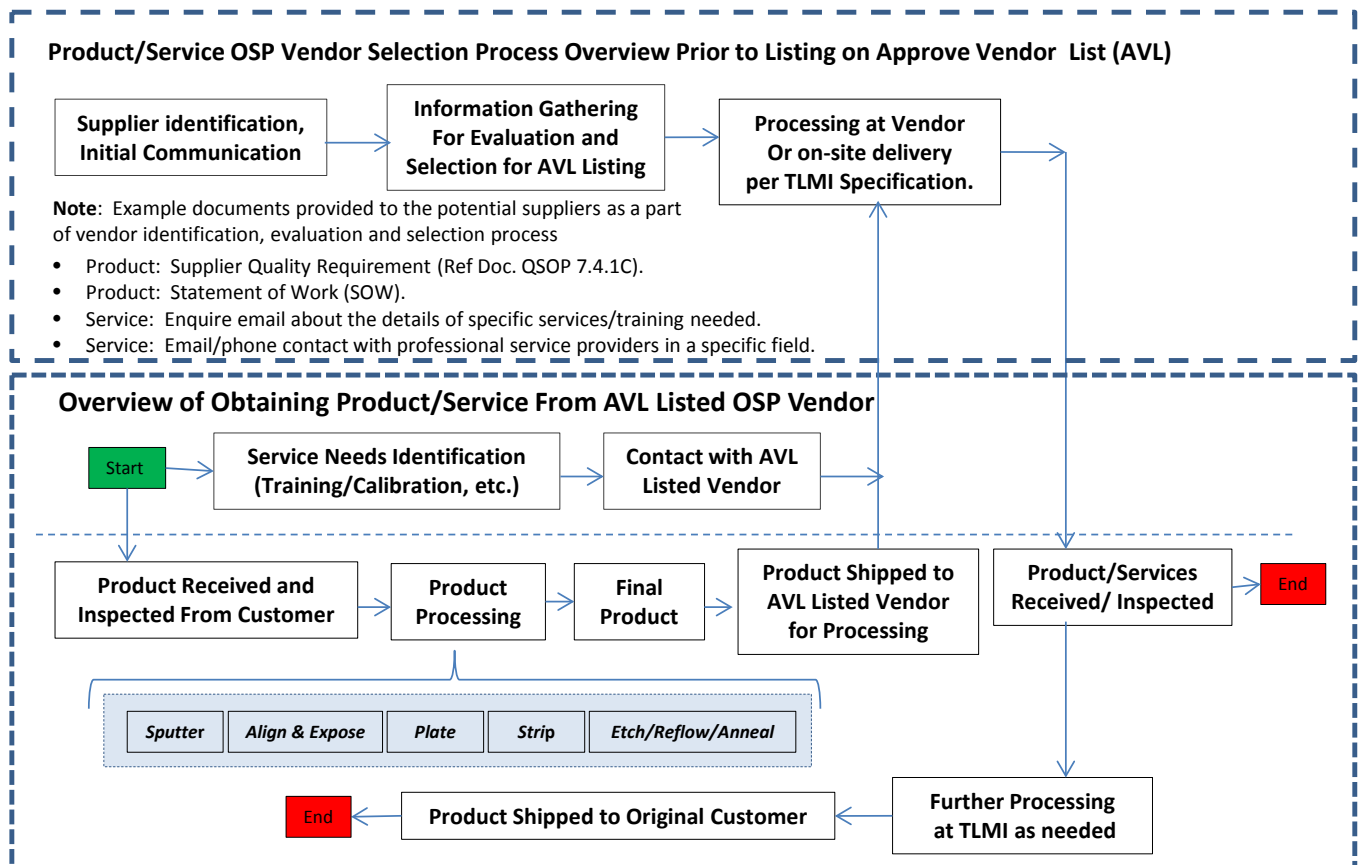 Product/Service OSP Vendor Selection Process Overview Prior to Listing on Approve Vendor List (AVL)
Supplier identification,
Initial Communication
Information Gathering
For Evaluation and
Selection for AVL Listing
Processing at Vendor
Or on-site delivery
per TLMI Specification.
Note: Example documents provided to the potential suppliers as a part
of vendor identification, evaluation and selection process
• Product: Supplier Quality Requirement (Ref Doc. QSOP 7.4.1C).
• Product: Statement of Work (SOW).
• Service: Enquire email about the details of specific services/training needed.
• Service: Email/phone contact with professional service providers in a specific field.
Overview of Obtaining Product/Service From AVL Listed OSP Vendor
Start
Service Needs Identification
(Training/Calibration, etc.)
Contact with AVL
Listed Vendor
Product Received and
Inspected From Customer
Product
Processing
Final
Product
Product Shipped to
AVL Listed Vendor
for Processing
Product/Services
Received/ Inspected
End
Sputter
Align & Expose
Plate
Strip
Etch/Reflow/Anneal
End
Product Shipped to Original Customer
Further Processing
at TLMI as needed